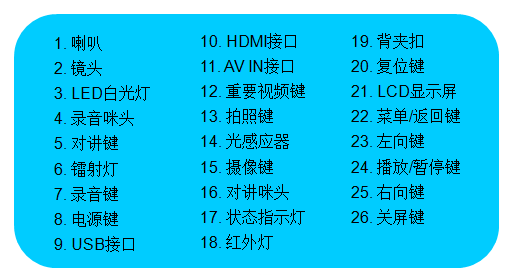 1. 喇叭
2. 镜头
3. LED白光灯
4. 录音咪头
5. 对讲键
6. 镭射灯
7. 录音键
8. 电源键
9. USB接口
10. HDMI接口
11. AV IN接口
12. 重要视频键
13. 拍照键
14. 光感应器
15. 摄像键
16. 对讲咪头
17. 状态指示灯
18. 红外灯
19. 背夹扣
20. 复位键
21. LCD显示屏
22. 菜单/返回键
23. 左向键
24. 播放/暂停键
25. 右向键
26. 关屏键